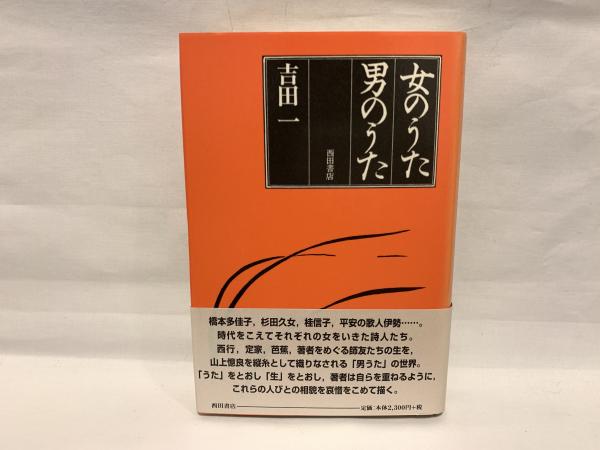 女のうた
男のうた
西田書店
吉田一
橋本多佳子，杉田久女，桂信子，平安の歌人伊勢……。
時代をこえてそれぞれの女をいきた詩人たち。
西行，定家，芭蕉，著者をめぐる師友たちの生を，
山上憶良を縦糸として織りなされる「男うた」の世界。
「うた」をとおし「生」をとおし，著者は自らを重ねるように，
これらの人びとの相貌を哀惜をこめて描く。
西田書店 定価：本体2,300円+税